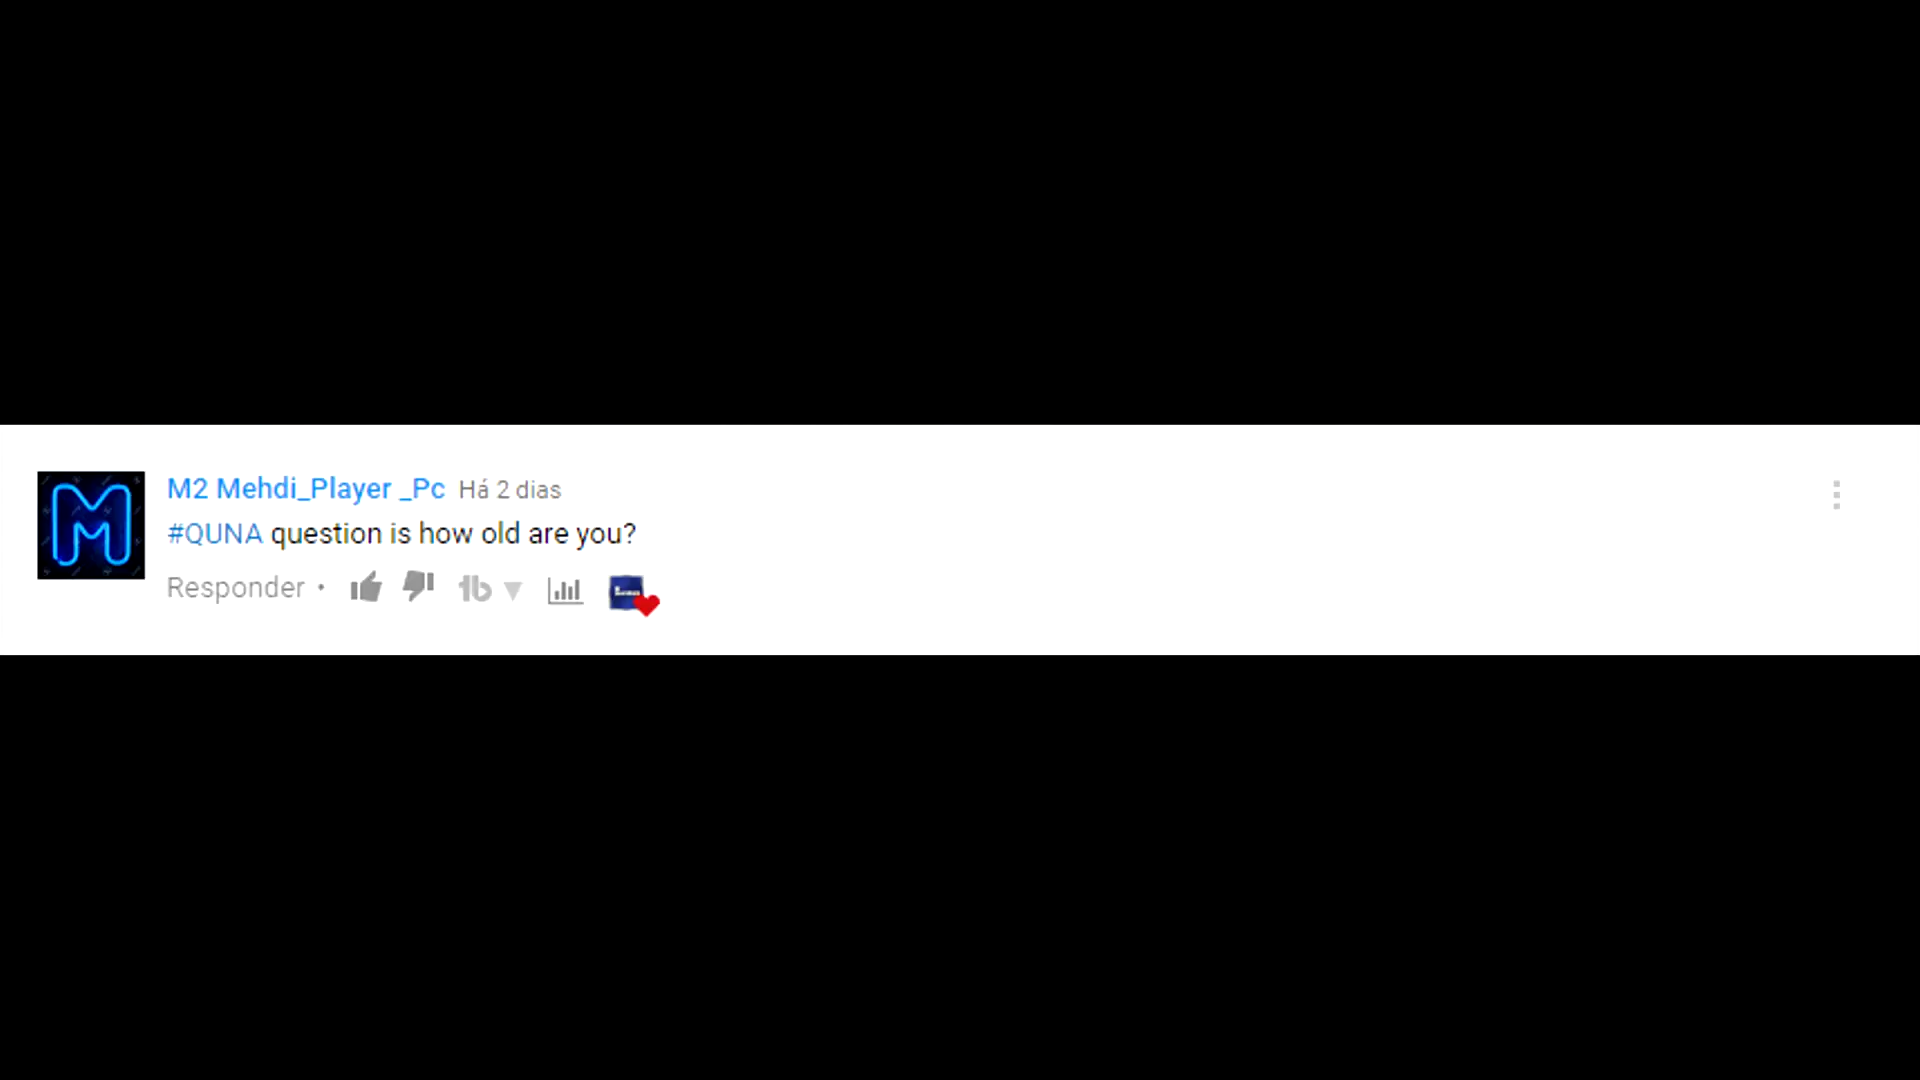 M2 Mehdi_Player _Pc Há 2 dias
#QUNA question is how old are you?
Responder •